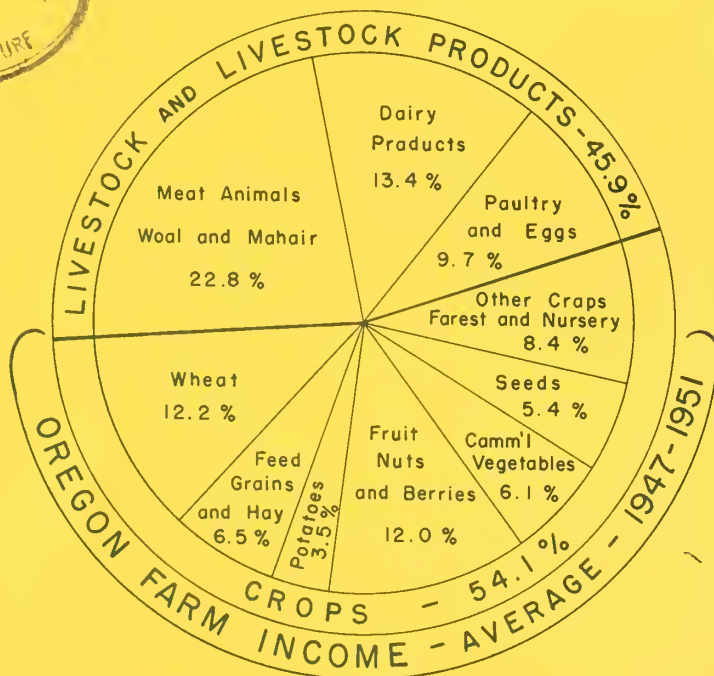 URE
LIVESTOCK AND LIVESTOCK PRODUCTS-45.9%
Dairy
Praducts
13.4 %
Meat Animals
Woal and Mahair
22.8 %
Paultry
and Eggs
9.7 %
Other Craps
Farest and Nursery
8.4 %
Seeds
5.4 %
Camm'l
Vegetables
6.1 %
Fruit
Nuts
and Berries
12.0 %
Potatoes
3.5%
Feed
Grains
and Hay
6.5 %
Wheat
12.2 %
CROPS - 54.1 %
OREGON FARM INCOME - AVERAGE - 1947-1951